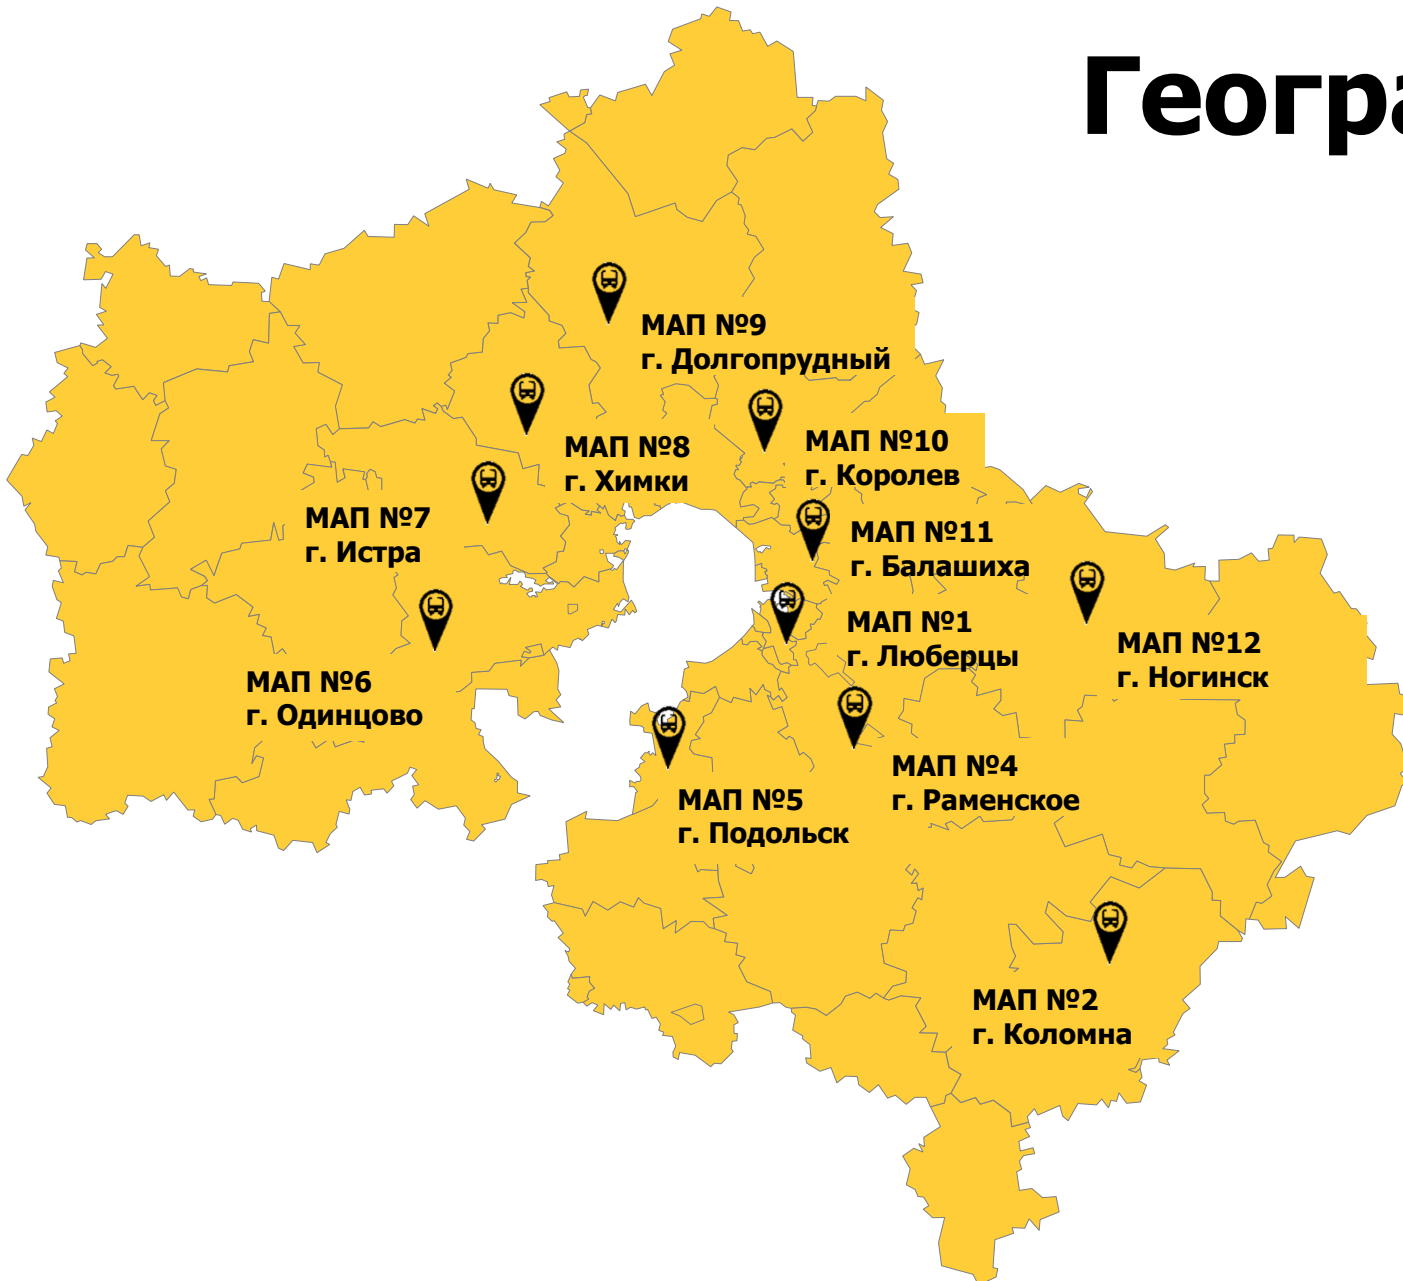 Геогра
МАП №9
г. Долгопрудный
МАП №8
г. Химки
МАП №10
г. Королев
МАП №7
г. Истра
МАП №11
г. Балашиха
МАП №1
г. Люберцы
МАП №12
г. Ногинск
МАП №6
г. Одинцово
МАП №4
г. Раменское
МАП №5
г. Подольск
МАП №2
г. Коломна